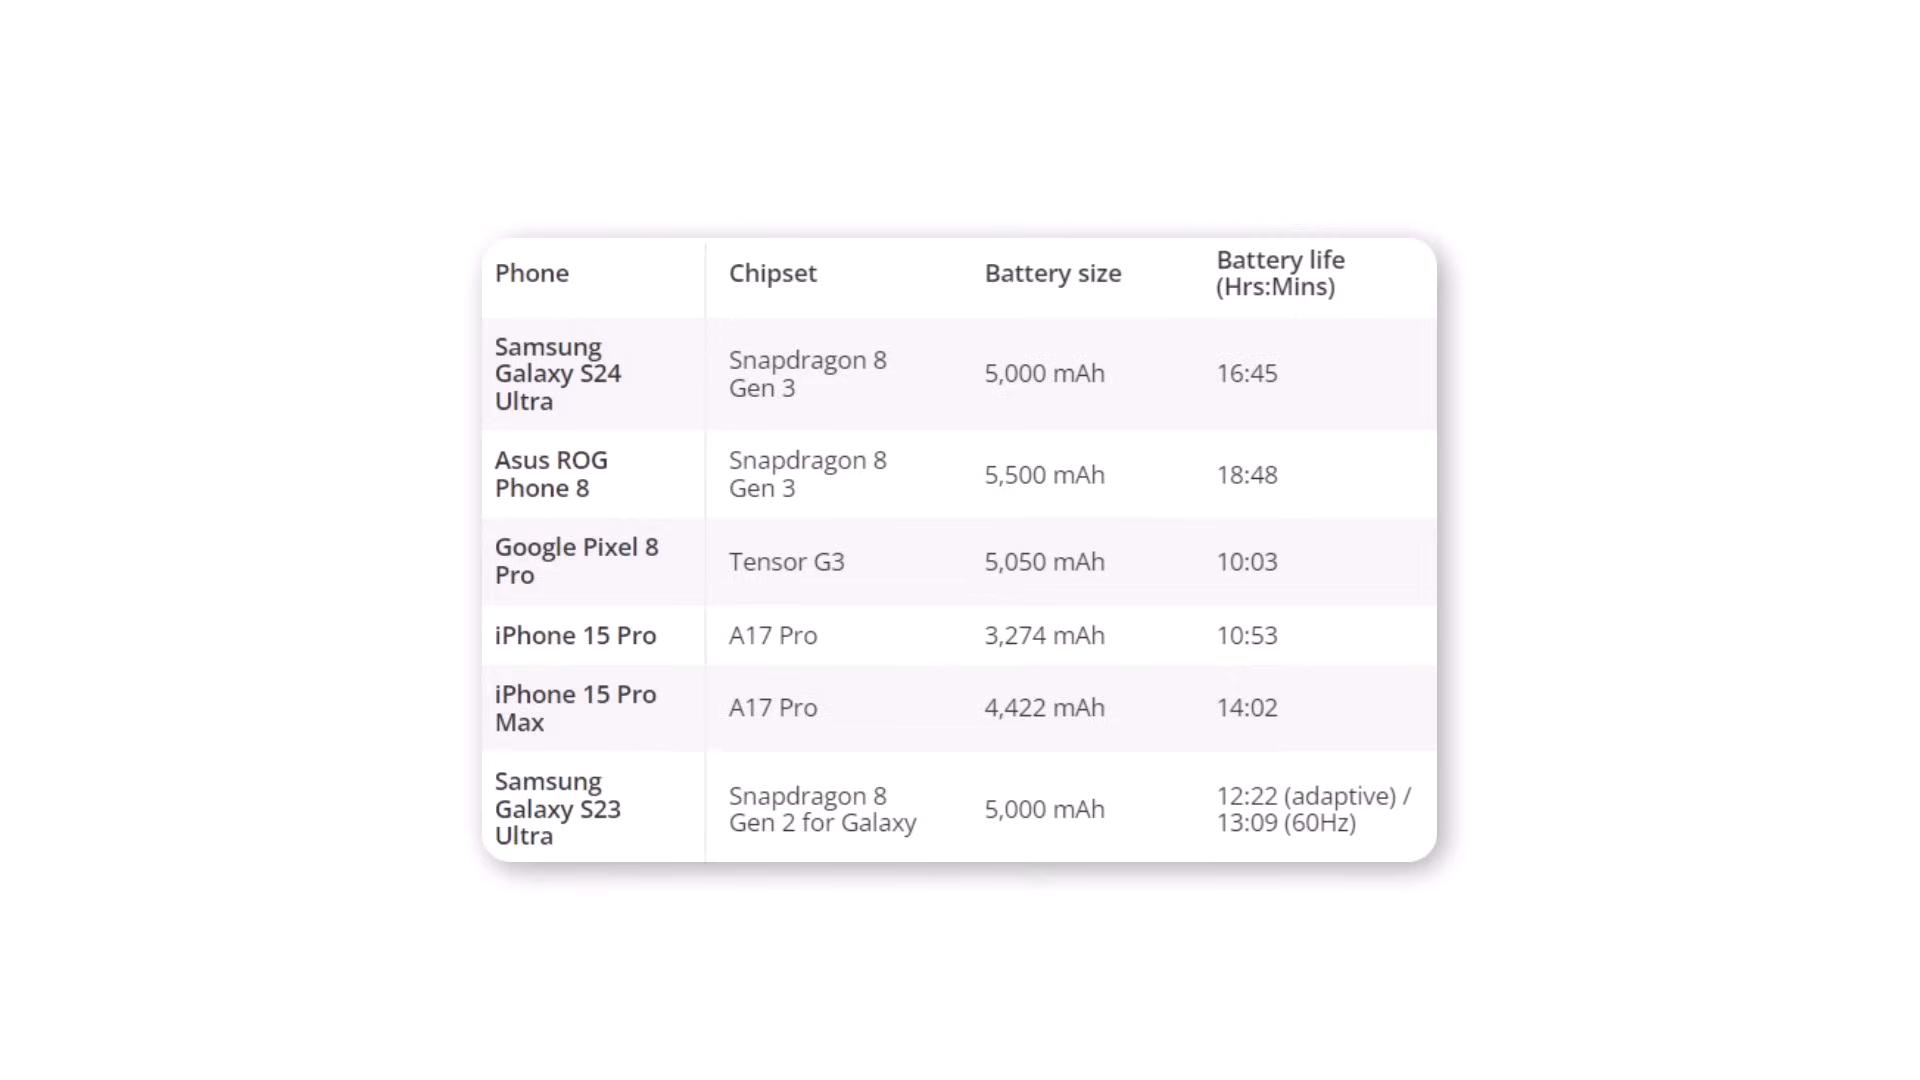 Phone Chipset Battery size Battery life (Hrs:Mins)
Samsung Galaxy S24 Ultra Snapdragon 8 Gen 3 5,000 mAh 16:45
Asus ROG Phone 8 Snapdragon 8 Gen 3 5,500 mAh 18:48
Google Pixel 8 Pro Tensor G3 5,050 mAh 10:03
iPhone 15 Pro A17 Pro 3,274 mAh 10:53
iPhone 15 Pro Max A17 Pro 4,422 mAh 14:02
Samsung Galaxy S23 Ultra Snapdragon 8 Gen 2 for Galaxy 5,000 mAh 12:22 (adaptive) / 13:09 (60Hz)